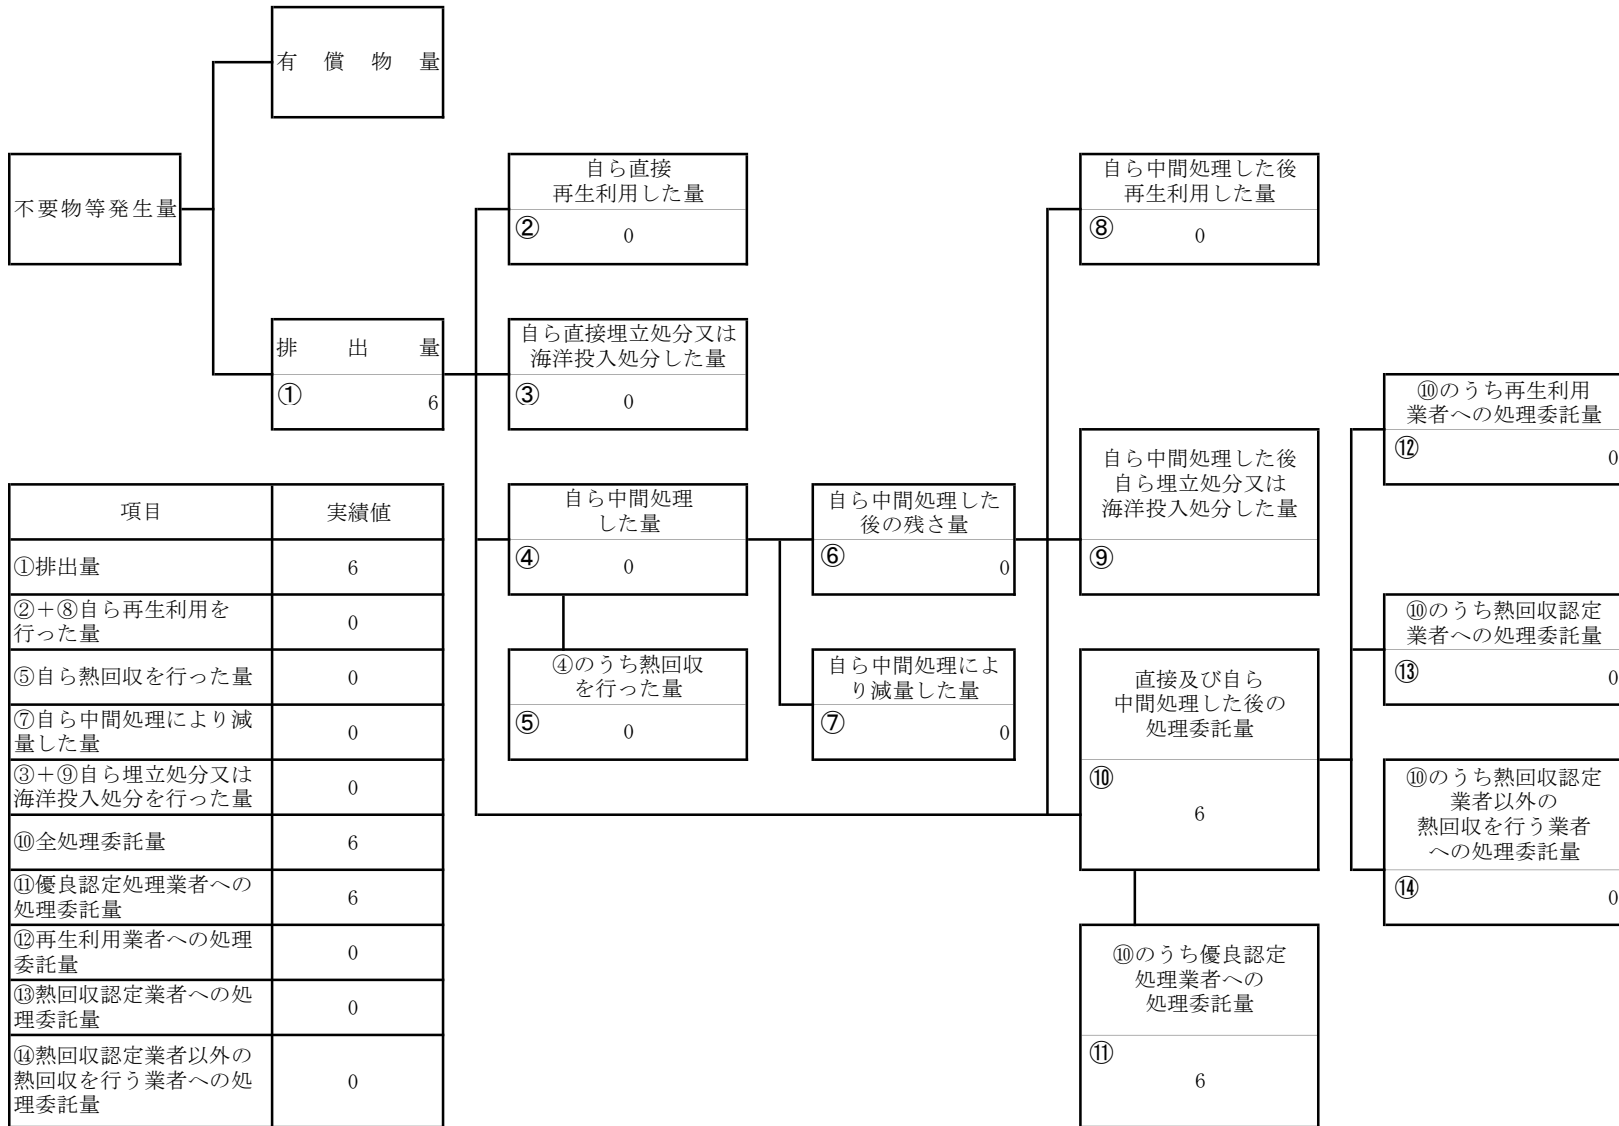 有償物量
不要物等発生量
自ら直接
再生利用した量
②
0
自ら中間処理した後
再生利用した量
⑧
0
排出量
①
6
自ら直接埋立処分又は
海洋投入処分した量
③
0
⑩のうち再生利用
業者への処理委託量
⑫
0
自ら中間処理した後
自ら埋立処分又は
海洋投入処分した量
⑨
自ら中間処理
した量
④
0
自ら中間処理した
後の残さ量
⑥
0
⑩のうち熱回収認定
業者への処理委託量
⑬
0
④のうち熱回収
を行った量
⑤
0
自ら中間処理によ
り減量した量
⑦
0
直接及び自ら
中間処理した後の
処理委託量
⑩
6
⑩のうち熱回収認定
業者以外の
熱回収を行う業者
への処理委託量
⑭
0
⑩のうち優良認定
処理業者への
処理委託量
⑪
6
項目 実績値
①排出量 6
②＋⑧自ら再生利用を
行った量 0
⑤自ら熱回収を行った量 0
⑦自ら中間処理により減
量した量 0
③＋⑨自ら埋立処分又は
海洋投入処分を行った量 0
⑩全処理委託量 6
⑪優良認定処理業者への
処理委託量 6
⑫再生利用業者への処理
委託量 0
⑬熱回収認定業者への処
理委託量 0
⑭熱回収認定業者以外の
熱回収を行う業者への処
理委託量 0